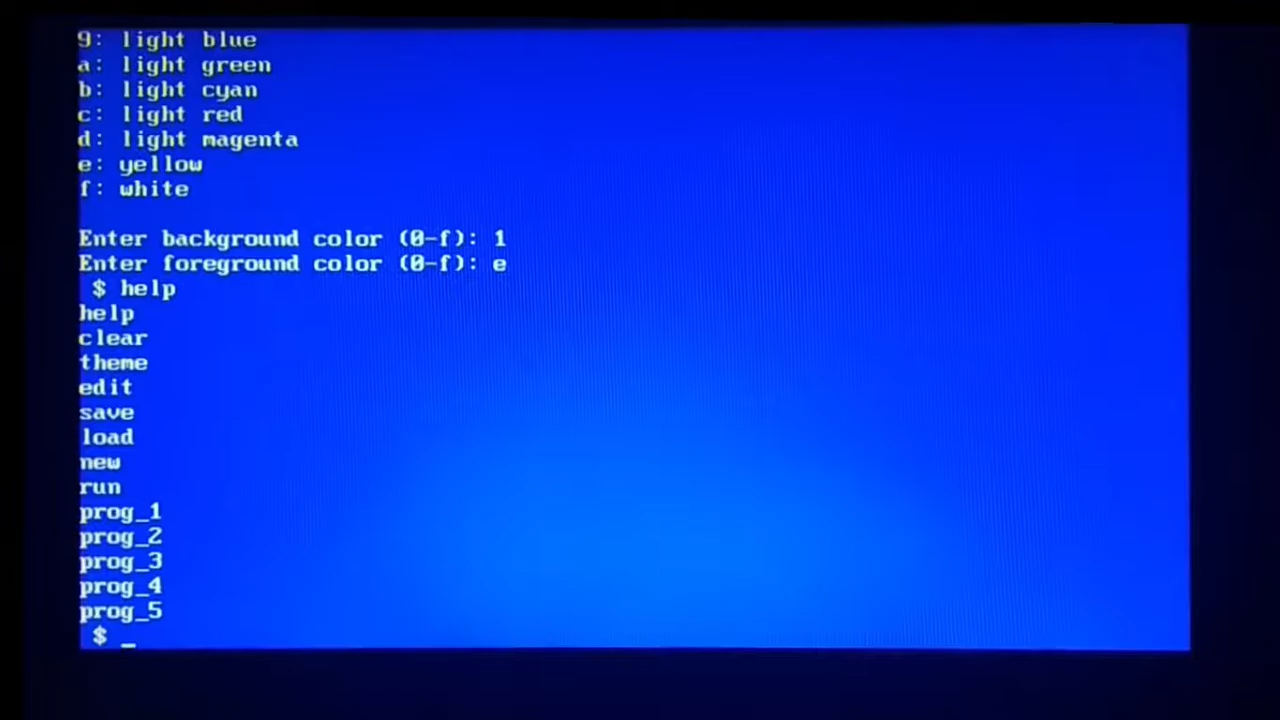 9: light blue
a: light green
b: light cyan
c: light red
d: light magenta
e: yellow
f: white
Enter background color (0-f): 1
Enter foreground color (0-f): e
$ help
help
clear
theme
edit
save
load
new
run
prog_1
prog_2
prog_3
prog_4
prog_5
$ _